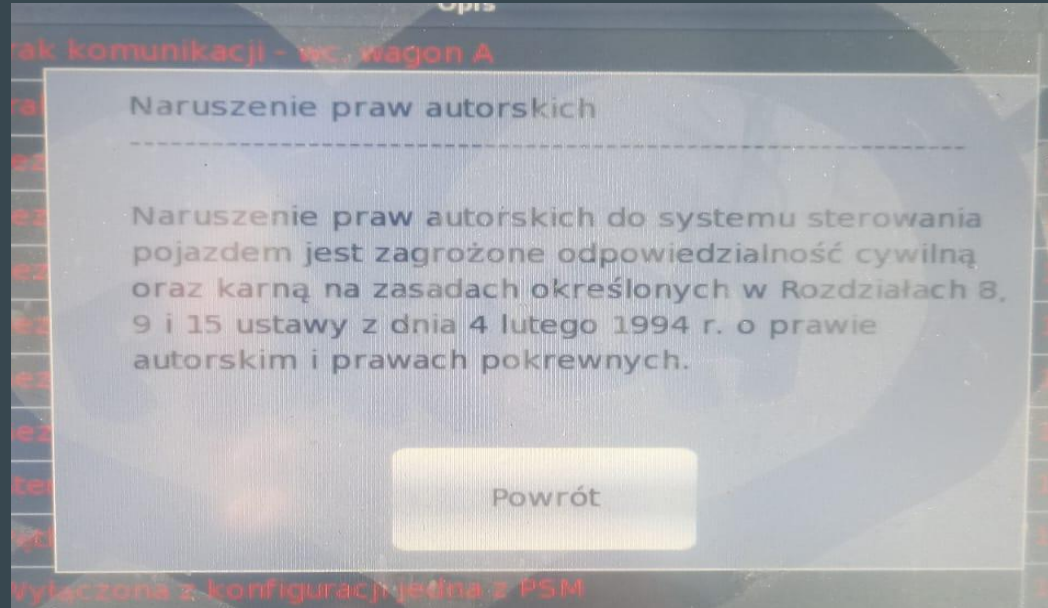 Opis
rak komunikacji - wc. wagon A
Naruszenie praw autorskich
Naruszenie praw autorskich do systemu sterowania
pojazdem jest zagrożone odpowiedzialność cywilną
oraz karną na zasadach określonych w Rozdziałach 8,
9 i 15 ustawy z dnia 4 lutego 1994 r. o prawie
autorskim i prawach pokrewnych.
Powrót
Wyłączona z konfiguracji jedna z PSM